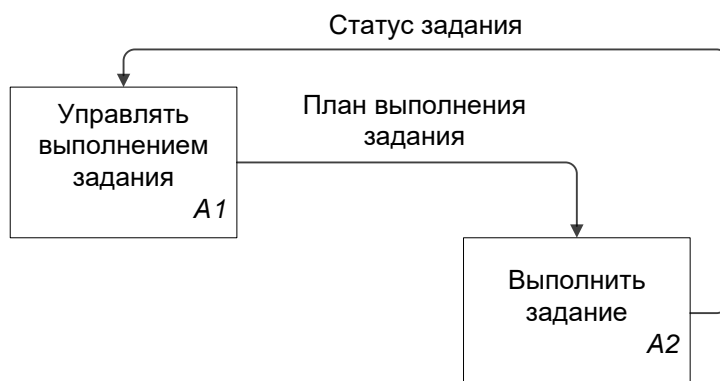 Статус задания
Управлять
выполнением
задания
A1
План выполнения
задания
Выполнить
задание
A2